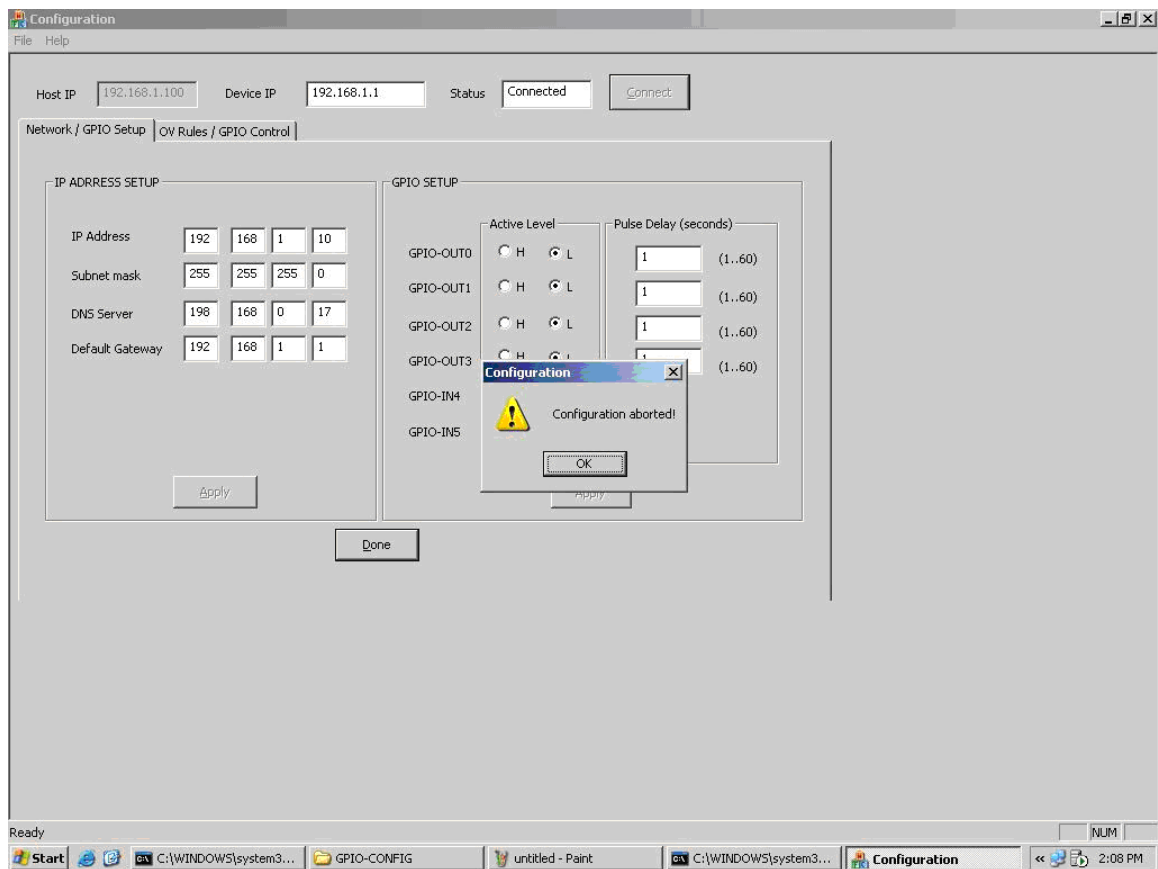 Configuration
File Help
Host IP 192.168.1.100 Device IP 192.168.1.1 Status Connected Connect
Network / GPIO Setup OV Rules / GPIO Control
IP ADRRESS SETUP
IP Address 192 168 1 10
Subnet mask 255 255 255 0
DNS Server 198 168 0 17
Default Gateway 192 168 1 1
Apply
GPIO SETUP
Active Level Pulse Delay (seconds)
GPIO-OUT0 H L 1 (1..60)
GPIO-OUT1 H L 1 (1..60)
GPIO-OUT2 H L 1 (1..60)
GPIO-OUT3 H L 1 (1..60)
GPIO-IN4
GPIO-IN5
Apply
Configuration
Configuration aborted!
OK
Done
Ready NUM
Start C:\WINDOWS\system3... GPIO-CONFIG untitled - Paint C:\WINDOWS\system3... Configuration « 2:08 PM